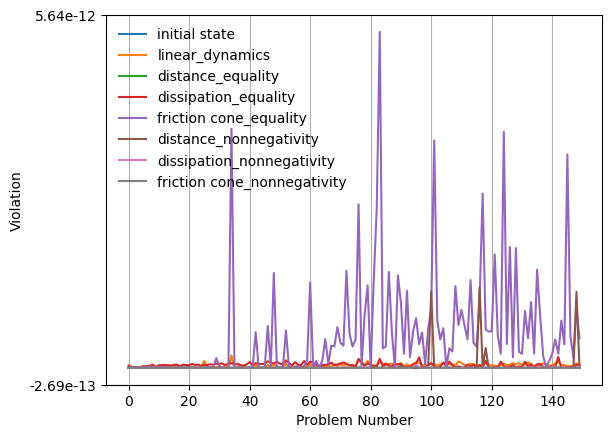 5.64e-12
initial state
linear_dynamics
distance_equality
dissipation_equality
friction cone_equality
distance_nonnegativity
dissipation_nonnegativity
friction cone_nonnegativity
Violation
-2.69e-13
0 20 40 60 80 100 120 140
Problem Number